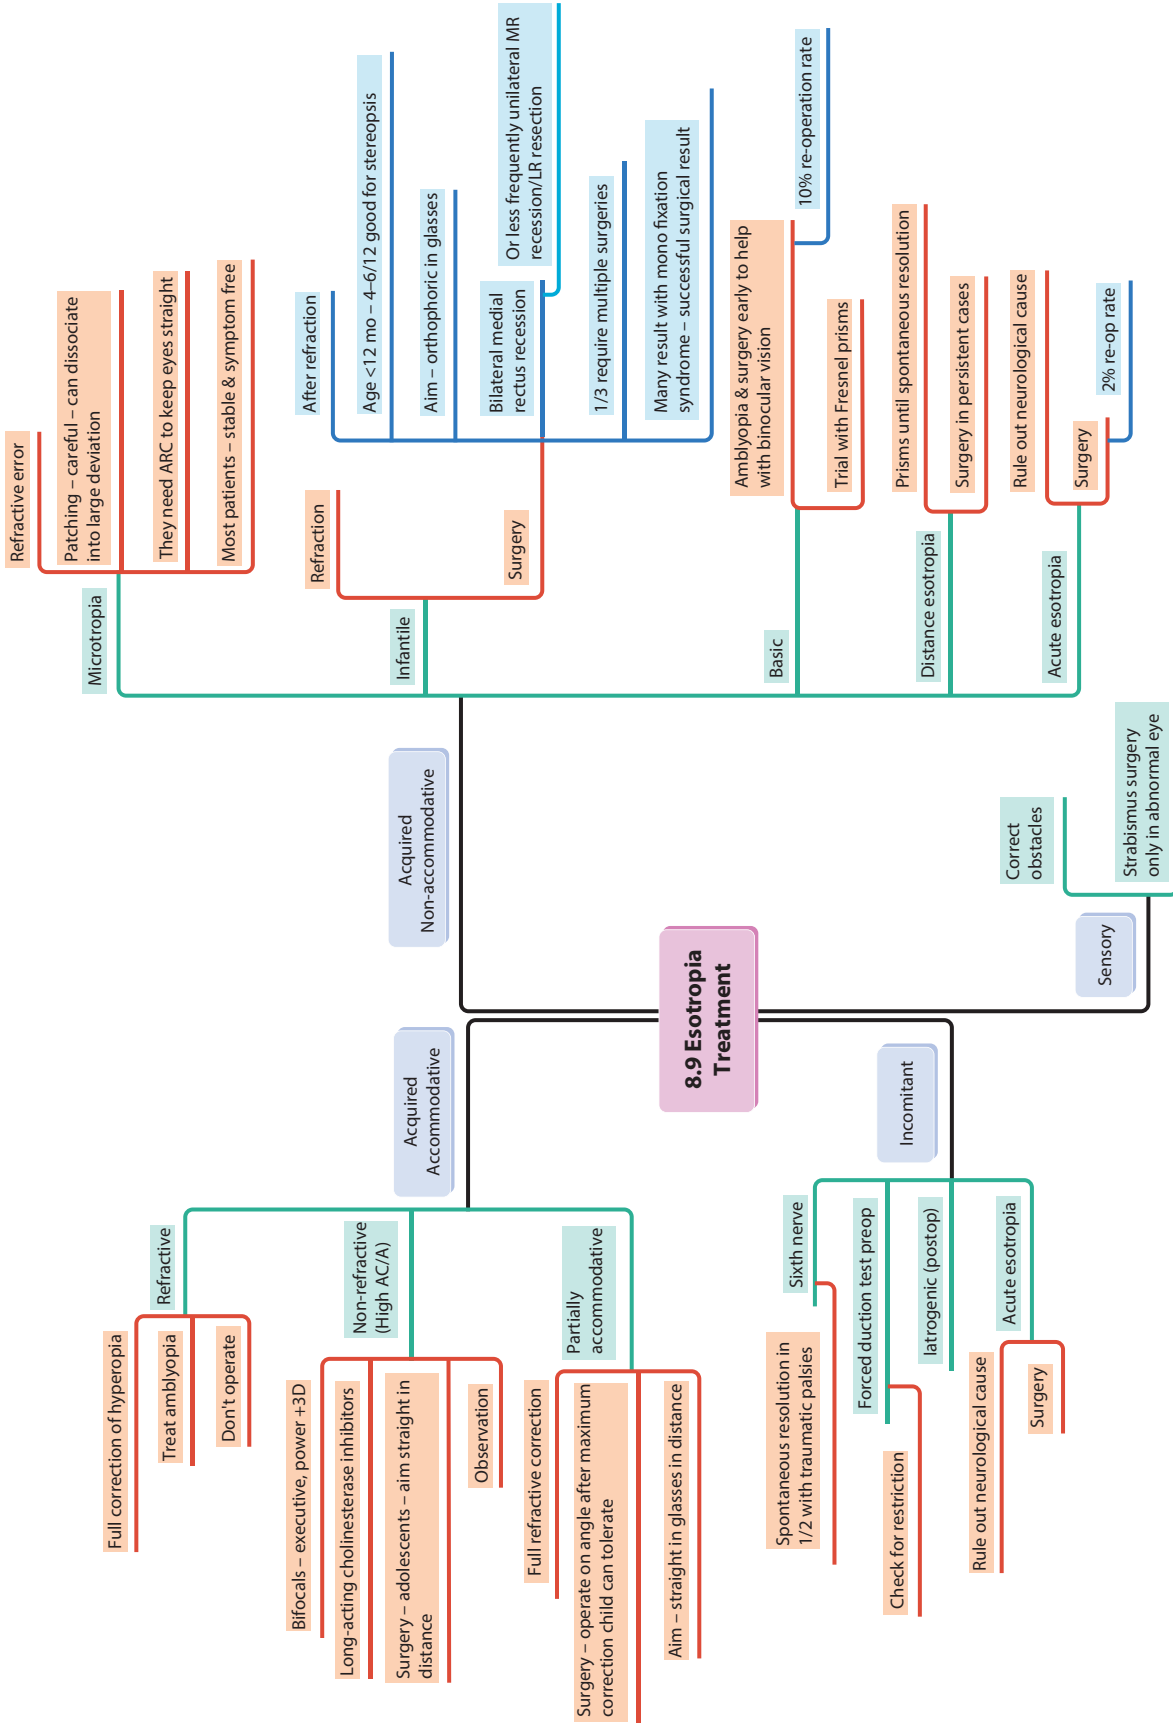 8.9 Esotropia
Treatment
Acquired
Accommodative
Refractive
Full correction of hyperopia
Treat amblyopia
Don't operate
Non-refractive
(High AC/A)
Bifocals – executive, power +3D
Long-acting cholinesterase inhibitors
Surgery – adolescents – aim straight in
distance
Observation
Partially
accommodative
Full refractive correction
Surgery – operate on angle after maximum
correction child can tolerate
Aim – straight in glasses in distance
Incomitant
Sixth nerve
Spontaneous resolution in
1/2 with traumatic palsies
Forced duction test preop
Check for restriction
Iatrogenic (postop)
Acute esotropia
Rule out neurological cause
Surgery
Acquired
Non-accommodative
Microtropia
Refractive error
Patching – careful – can dissociate
into large deviation
They need ARC to keep eyes straight
Most patients – stable & symptom free
Infantile
Refraction
Surgery
After refraction
Age <12 mo – 4–6/12 good for stereopsis
Aim – orthophoric in glasses
Bilateral medial
rectus recession
Or less frequently unilateral MR
recession/LR resection
1/3 require multiple surgeries
Many result with mono fixation
syndrome – successful surgical result
Basic
Amblyopia & surgery early to help
with binocular vision
10% re-operation rate
Trial with Fresnel prisms
Distance esotropia
Prisms until spontaneous resolution
Surgery in persistent cases
Acute esotropia
Rule out neurological cause
Surgery
2% re-op rate
Sensory
Correct
obstacles
Strabismus surgery
only in abnormal eye